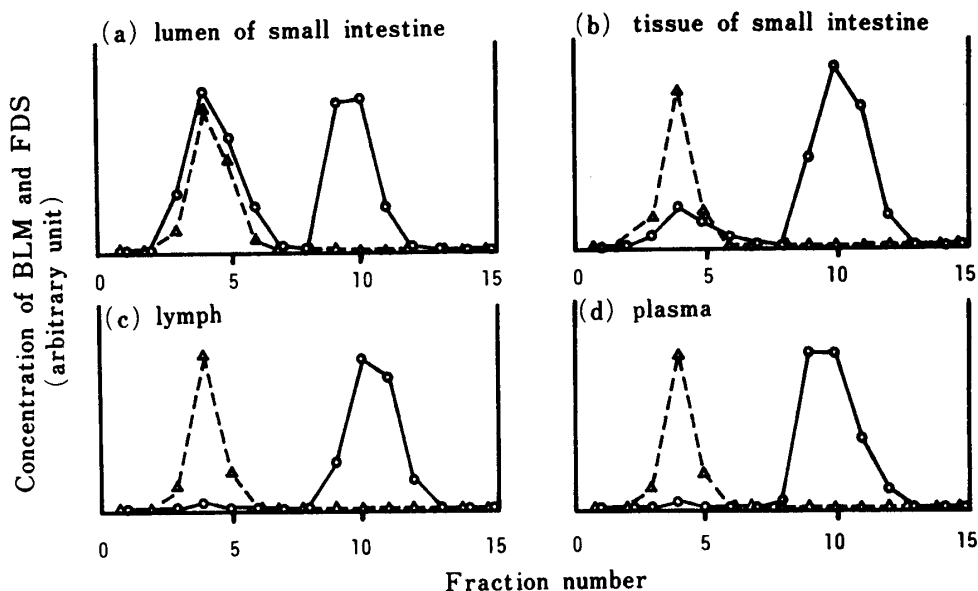 (a) lumen of small intestine
(b) tissue of small intestine
0 5 10 15
0 5 10 15
(c) lymph
(d) plasma
0 5 10 15
0 5 10 15
Concentration of BLM and FDS
(arbitrary unit)
Fraction number